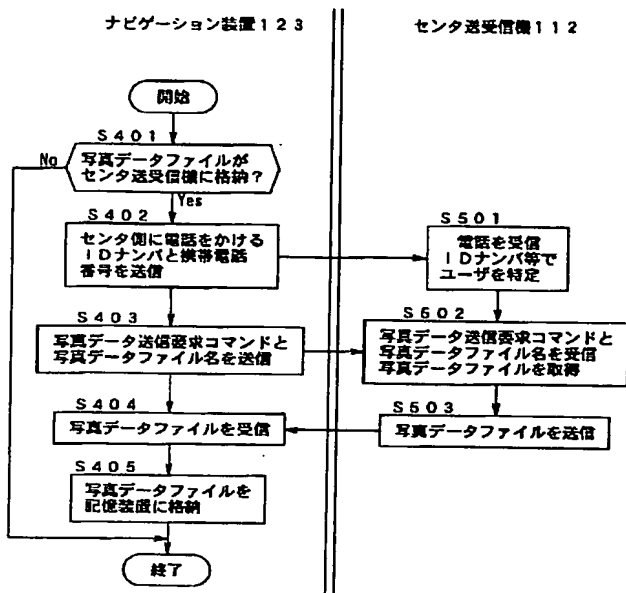 ナビゲーション装置123
センタ送受信機112
開始
S401
No
写真データファイルが
センタ送受信機に格納?
Yes
S402
センタ側に電話をかける
IDナンバと携帯電話
番号を送信
S501
電話を受信
IDナンバ等で
ユーザを特定
S403
写真データ送信要求コマンドと
写真データファイル名を送信
S502
写真データ送信要求コマンドと
写真データファイル名を受信
写真データファイルを取得
S404
写真データファイルを受信
S503
写真データファイルを送信
S405
写真データファイルを
記憶装置に格納
終了